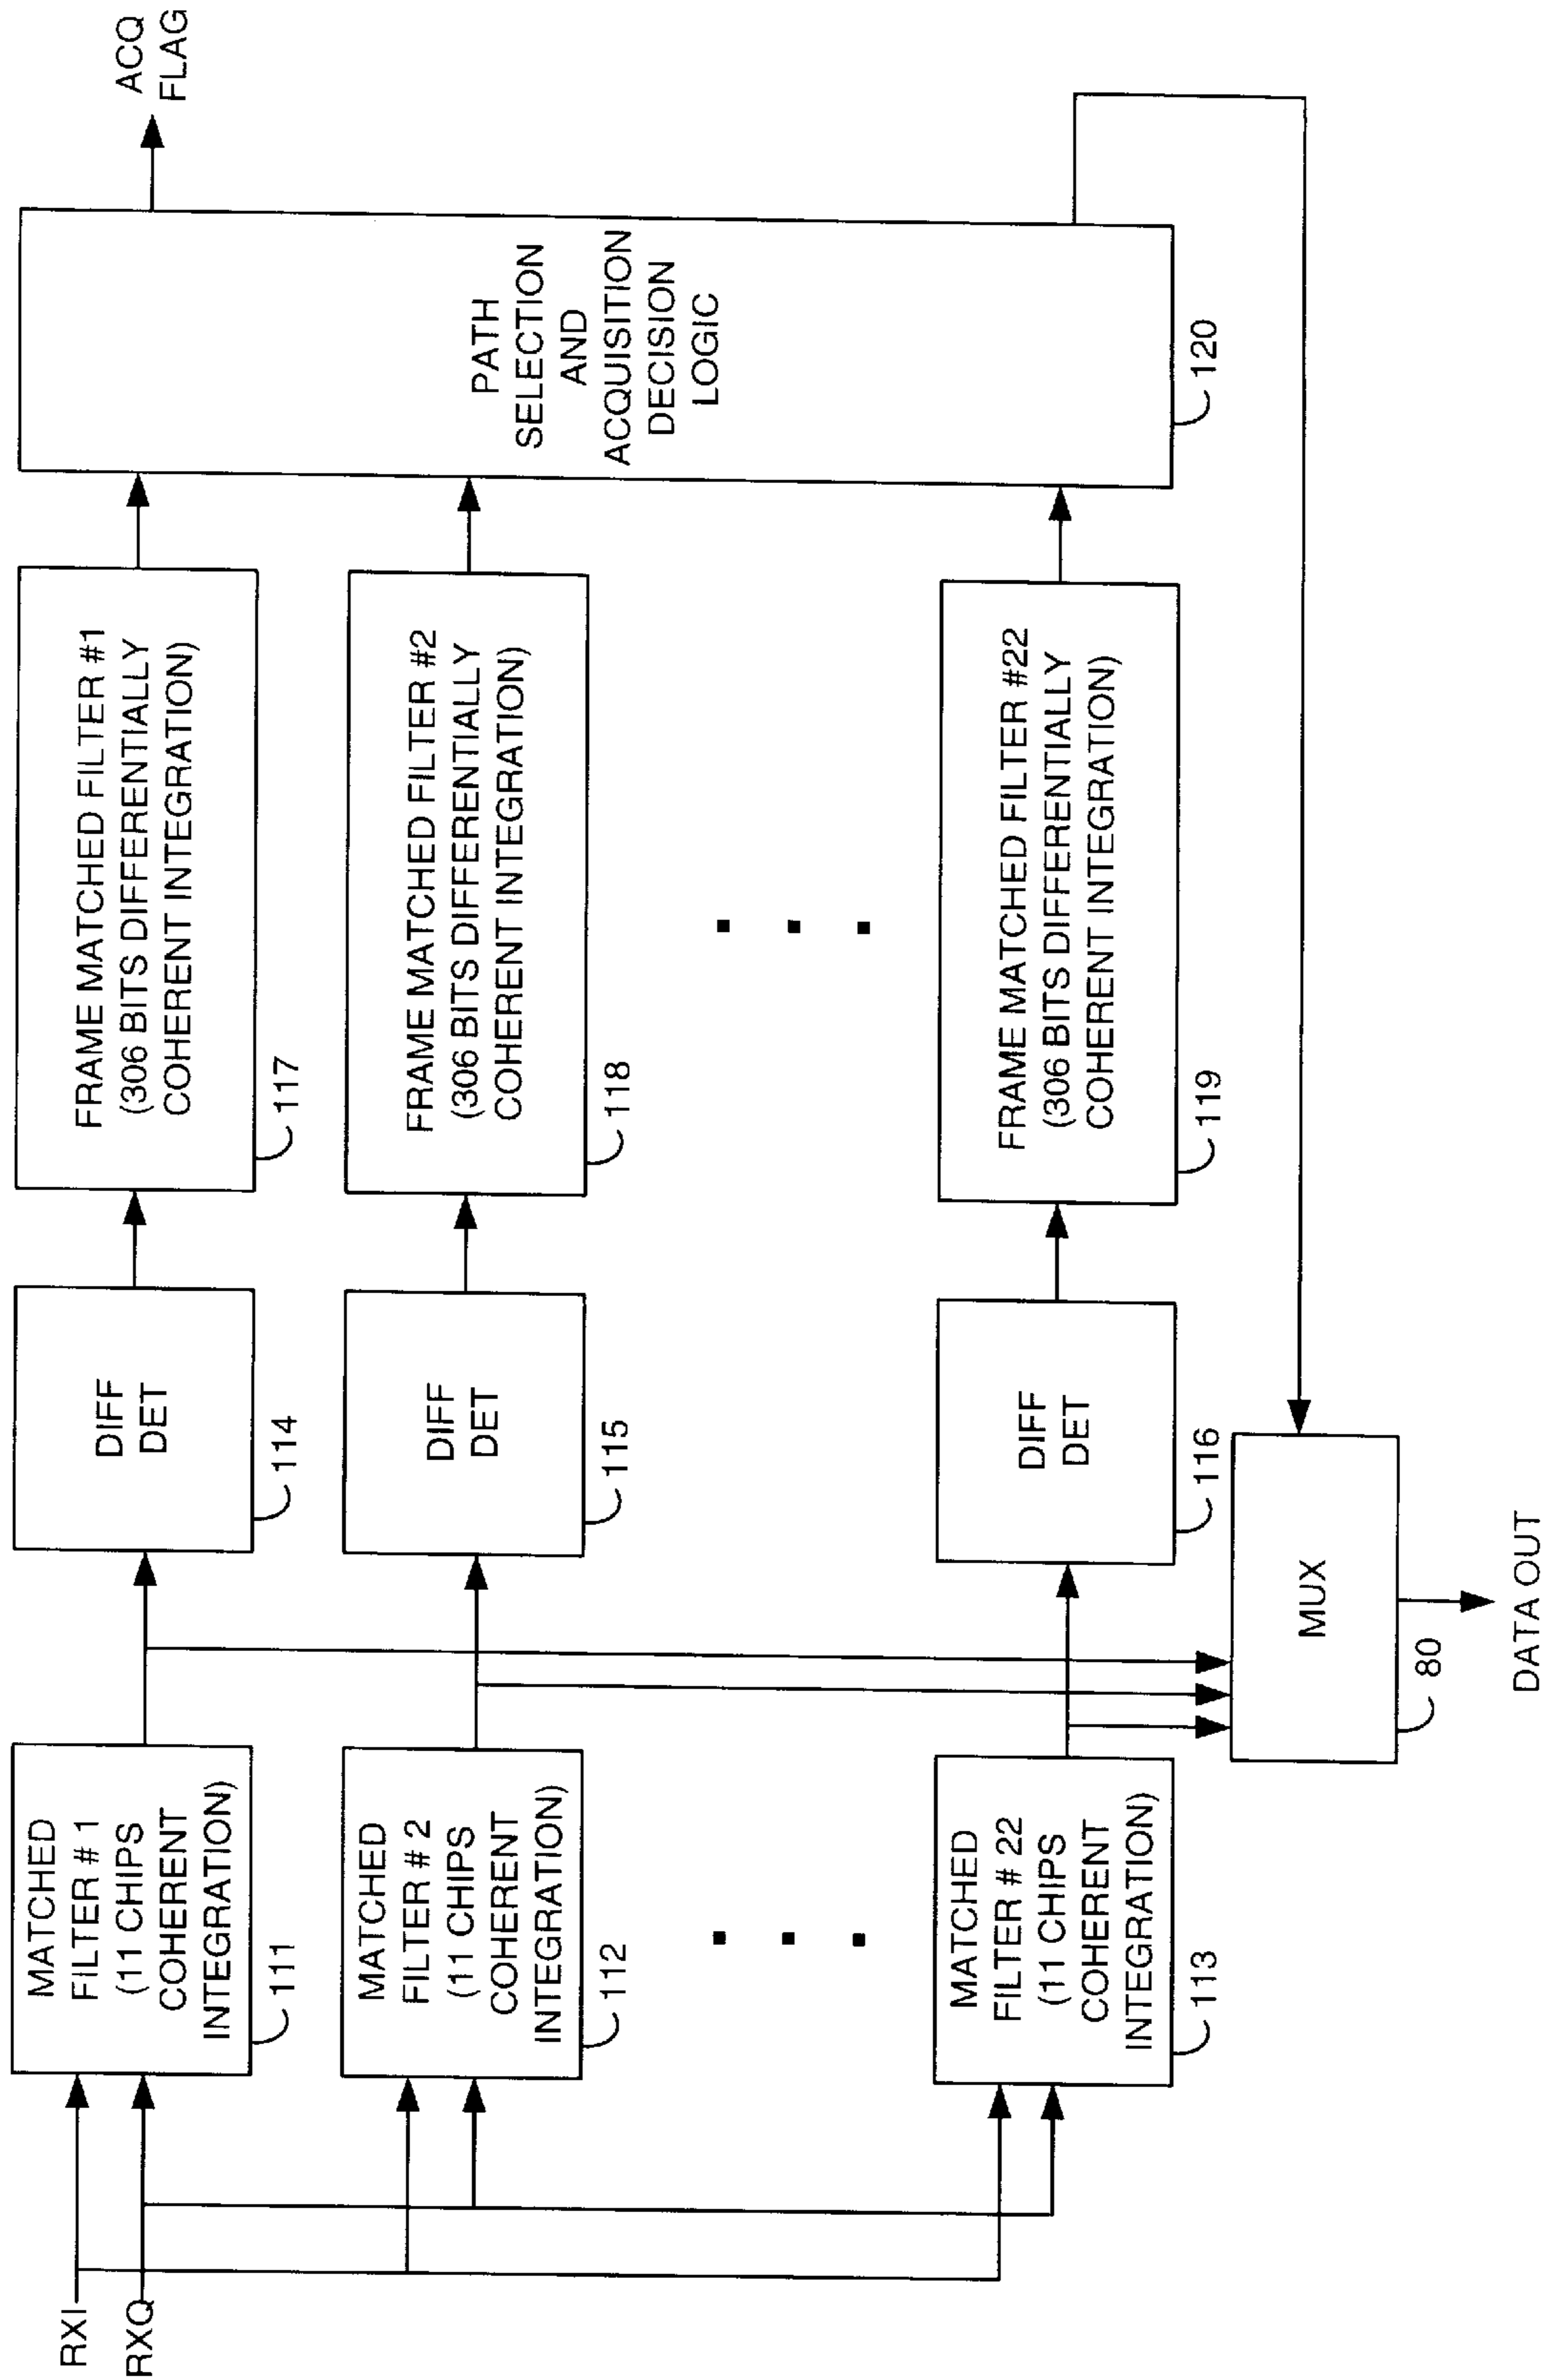 RXI
RXQ
MATCHED
FILTER # 1
(11 CHIPS
COHERENT
INTEGRATION)
111
DIFF
DET
114
FRAME MATCHED FILTER #1
(306 BITS DIFFERENTIALLY
COHERENT INTEGRATION)
117
MATCHED
FILTER # 2
(11 CHIPS
COHERENT
INTEGRATION)
112
DIFF
DET
115
FRAME MATCHED FILTER #2
(306 BITS DIFFERENTIALLY
COHERENT INTEGRATION)
118
MATCHED
FILTER # 22
(11 CHIPS
COHERENT
INTEGRATION)
113
DIFF
DET
116
FRAME MATCHED FILTER #22
(306 BITS DIFFERENTIALLY
COHERENT INTEGRATION)
119
PATH
SELECTION
AND
ACQUISITION
DECISION
LOGIC
120
ACQ
FLAG
MUX
80
DATA OUT